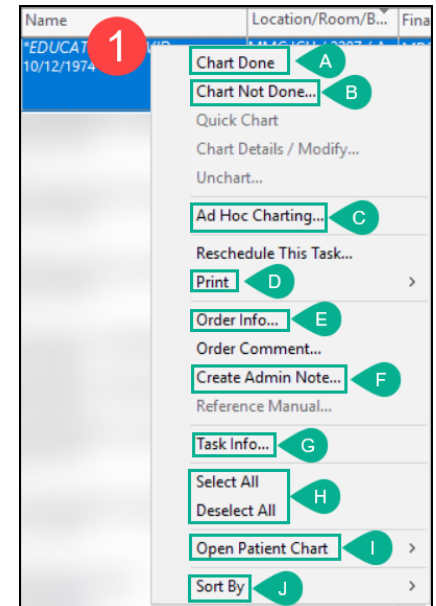 Name Location/Room/B... Fina
1
*EDUCAT
10/12/1974
Chart Done A
Chart Not Done... B
Quick Chart
Chart Details / Modify...
Unchart...
Ad Hoc Charting... C
Reschedule This Task...
Print D >
Order Info... E
Order Comment...
Create Admin Note... F
Reference Manual...
Task Info... G
Select All
Deselect All
H
Open Patient Chart I >
Sort By J >